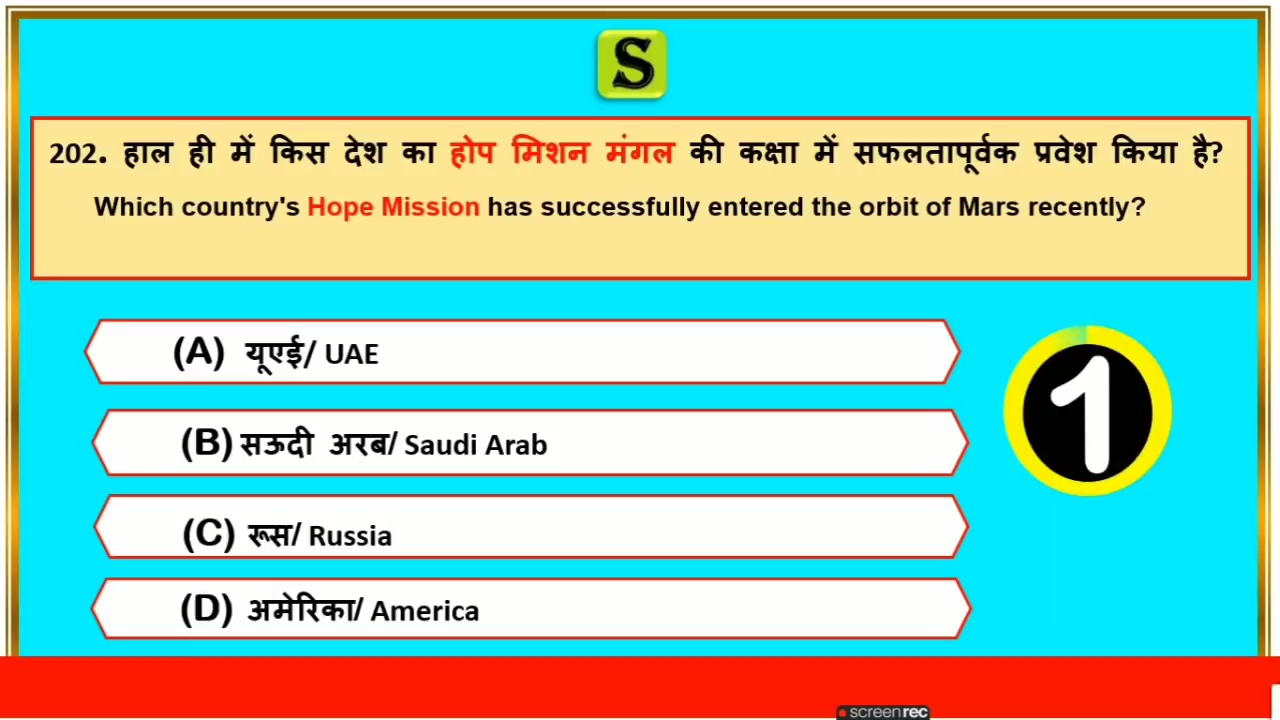 S
202. हाल ही में किस देश का होप मिशन मंगल की कक्षा में सफलतापूर्वक प्रवेश किया है?
Which country's Hope Mission has successfully entered the orbit of Mars recently?
(A) यूएई/ UAE
(B) सऊदी अरब/ Saudi Arab
(C) रूस/ Russia
(D) अमेरिका/ America
1
screenrec